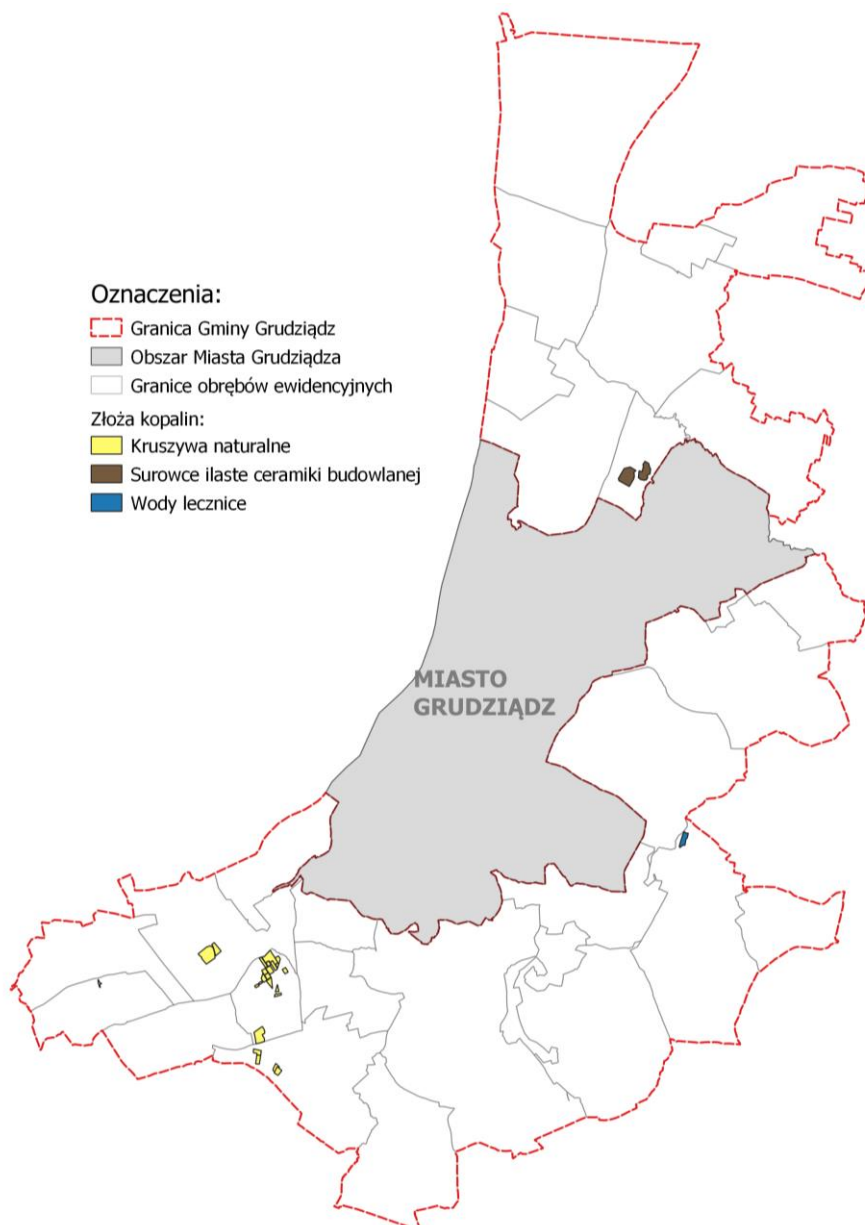 Oznaczenia:
Granica Gminy Grudziądz
Obszar Miasta Grudziądza
Granice obrębów ewidencyjnych
Złoża kopalin:
Kruszywa naturalne
Surowce ilaste ceramiki budowlanej
Wody lecznice
MIASTO
GRUDZIĄDZ